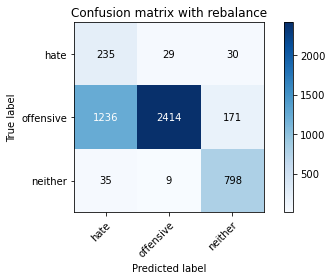 Confusion matrix with rebalance
hate 235 29 30
offensive 1236 2414 171
neither 35 9 798
True label
hate offensive neither
Predicted label
2000
1500
1000
500